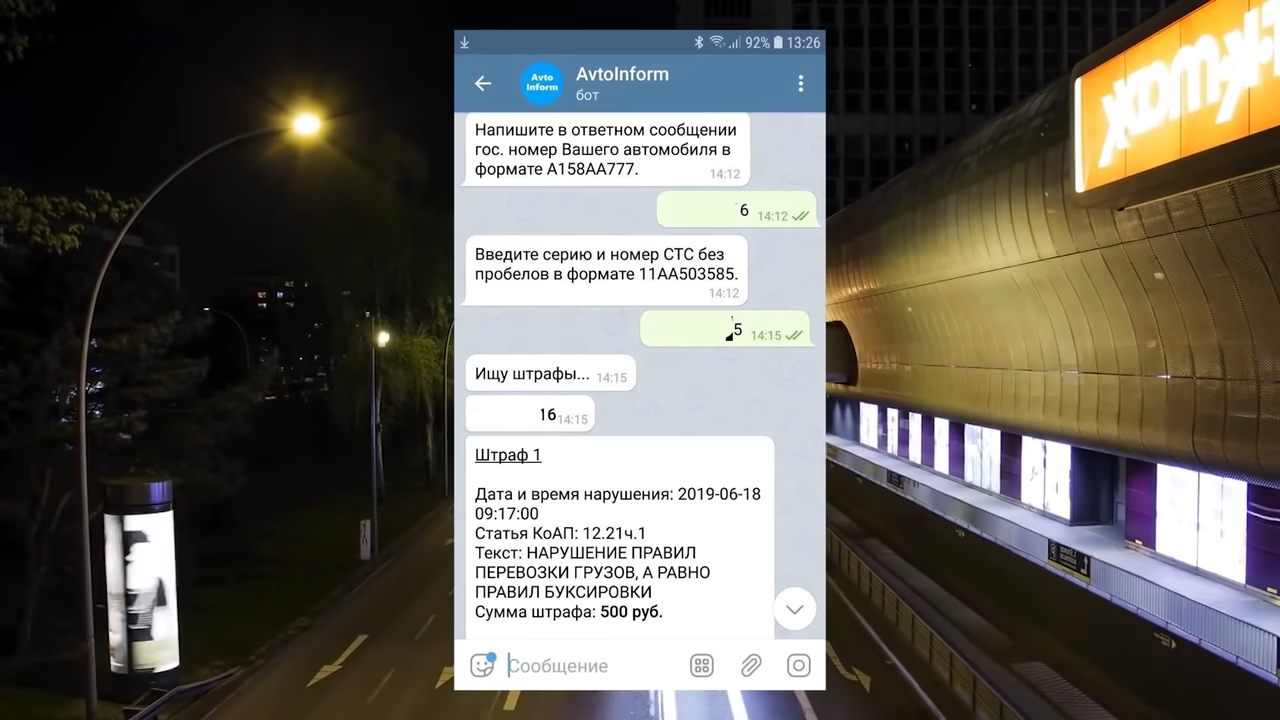 92% 13:26
Avto
Inform
AvtoInform
бот
Напишите в ответном сообщении
гос. номер Вашего автомобиля в
формате А158АА777.
14:12
6 14:12
Введите серию и номер СТС без
пробелов в формате 11АА503585.
14:12
5 14:15
Ищу штрафы... 14:15
16 14:15
Штраф 1
Дата и время нарушения: 2019-06-18
09:17:00
Статья КоАП: 12.21ч.1
Текст: НАРУШЕНИЕ ПРАВИЛ
ПЕРЕВОЗКИ ГРУЗОВ, А РАВНО
ПРАВИЛ БУКСИРОВКИ
Сумма штрафа: 500 руб.
Сообщение